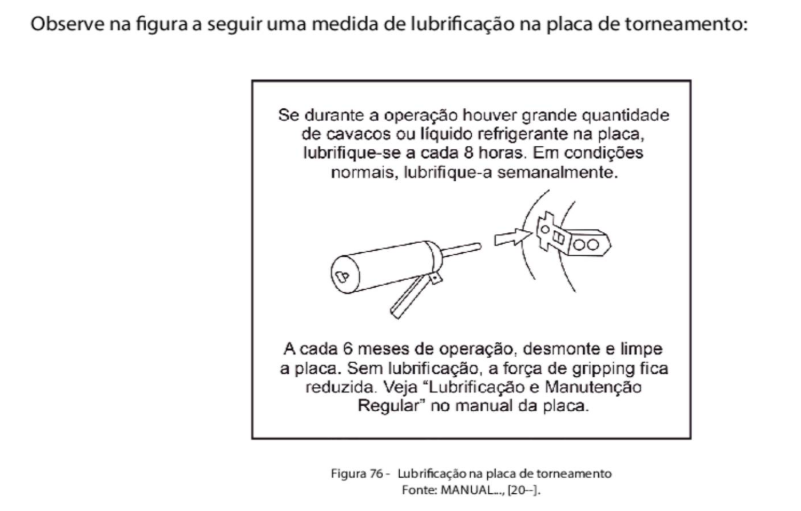 Observe na figura a seguir uma medida de lubrificação na placa de torneamento:
Se durante a operação houver grande quantidade
de cavacos ou líquido refrigerante na placa,
lubrifique-se a cada 8 horas. Em condições
normais, lubrifique-a semanalmente.
A cada 6 meses de operação, desmonte e limpe
a placa. Sem lubrificação, a força de gripping fica
reduzida. Veja “Lubrificação e Manutenção
Regular” no manual da placa.
Figura 76 - Lubrificação na placa de torneamento
Fonte: MANUAL..., [20--].